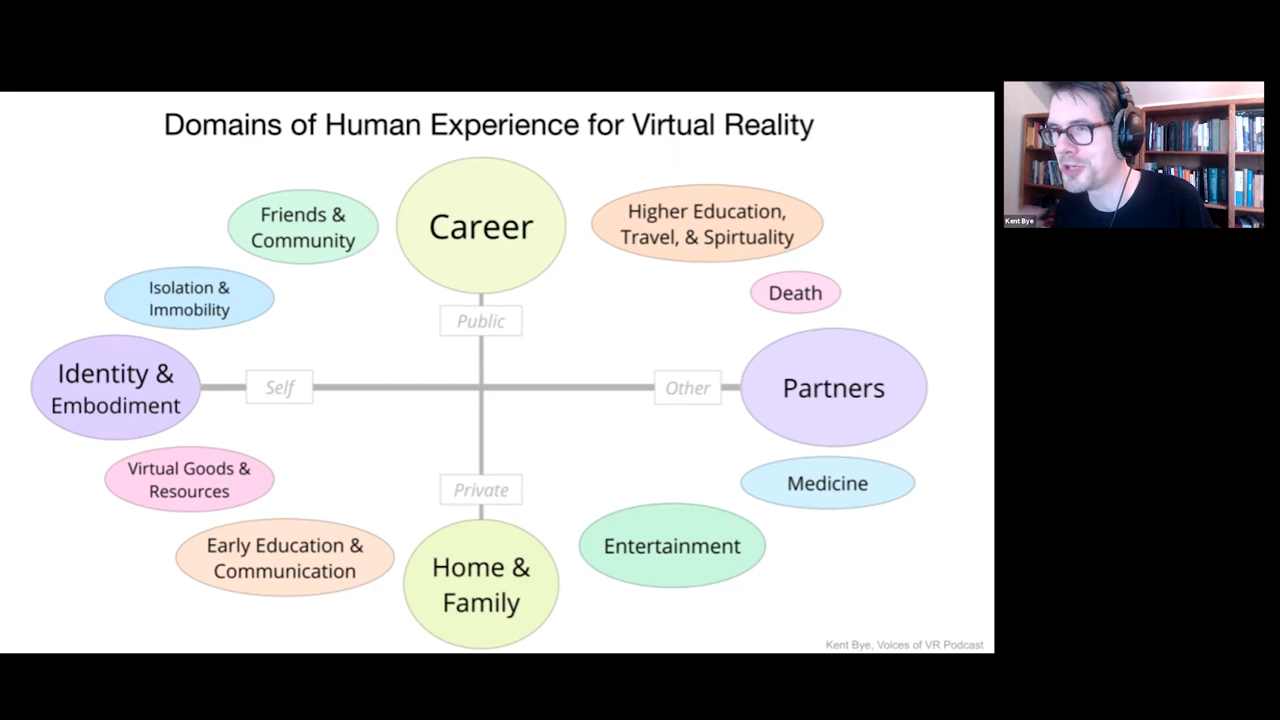 Domains of Human Experience for Virtual Reality
Friends &
Community
Career
Higher Education,
Travel, & Spirtuality
Isolation &
Immobility
Death
Public
Identity &
Embodiment
Self
Other
Partners
Virtual Goods &
Resources
Private
Medicine
Early Education &
Communication
Home &
Family
Entertainment
Kent Bye, Voices of VR Podcast
Kent Bye